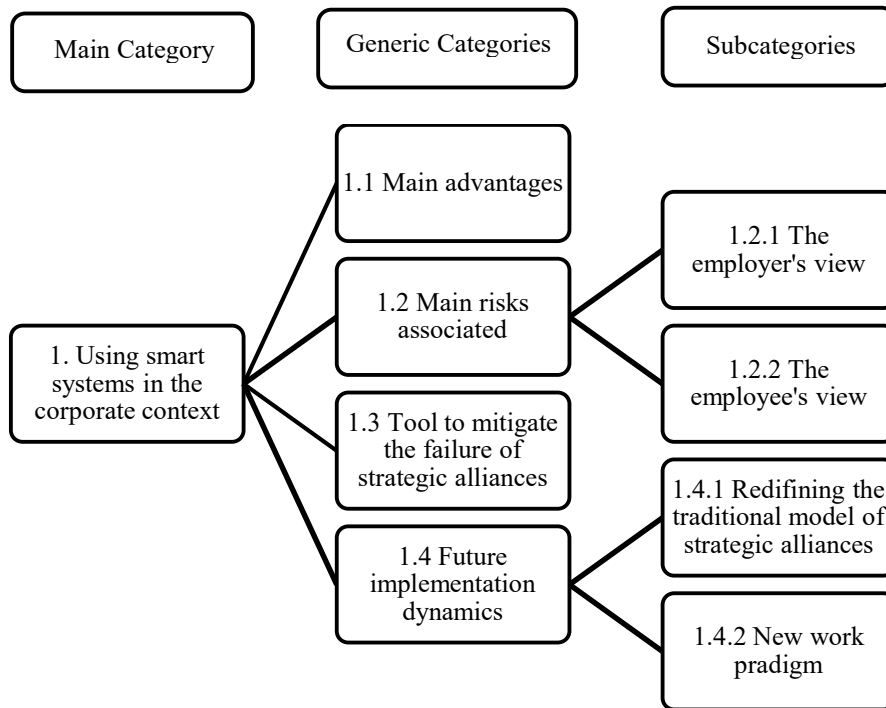 Main Category
Generic Categories
Subcategories
1. Using smart
systems in the
corporate context
1.1 Main advantages
1.2 Main risks
associated
1.3 Tool to mitigate
the failure of
strategic alliances
1.4 Future
implementation
dynamics
1.2.1 The
employer's view
1.2.2 The
employee's view
1.4.1 Redifining the
traditional model of
strategic alliances
1.4.2 New work
pradigm